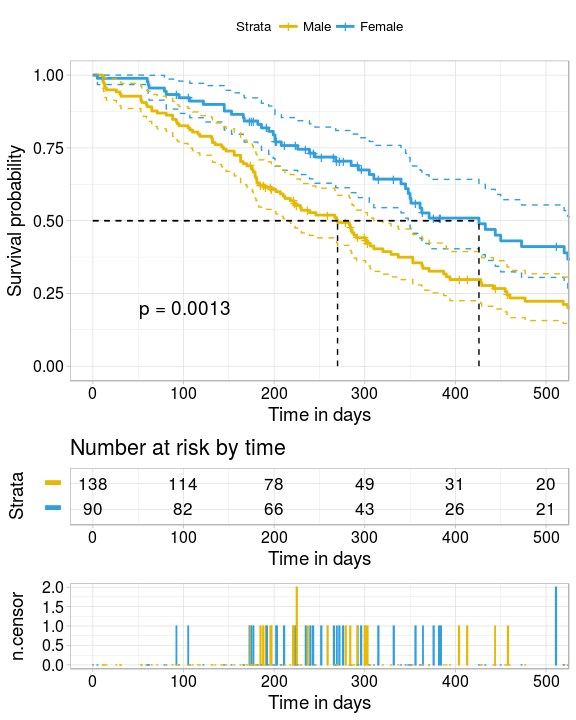 Strata Male Female
Survival probability
1.00
0.75
0.50
0.25
0.00
p = 0.0013
0 100 200 300 400 500
Time in days
Number at risk by time
Strata
138 114 78 49 31 20
90 82 66 43 26 21
0 100 200 300 400 500
Time in days
n.censor
2.0
1.5
1.0
0.5
0.0
0 100 200 300 400 500
Time in days